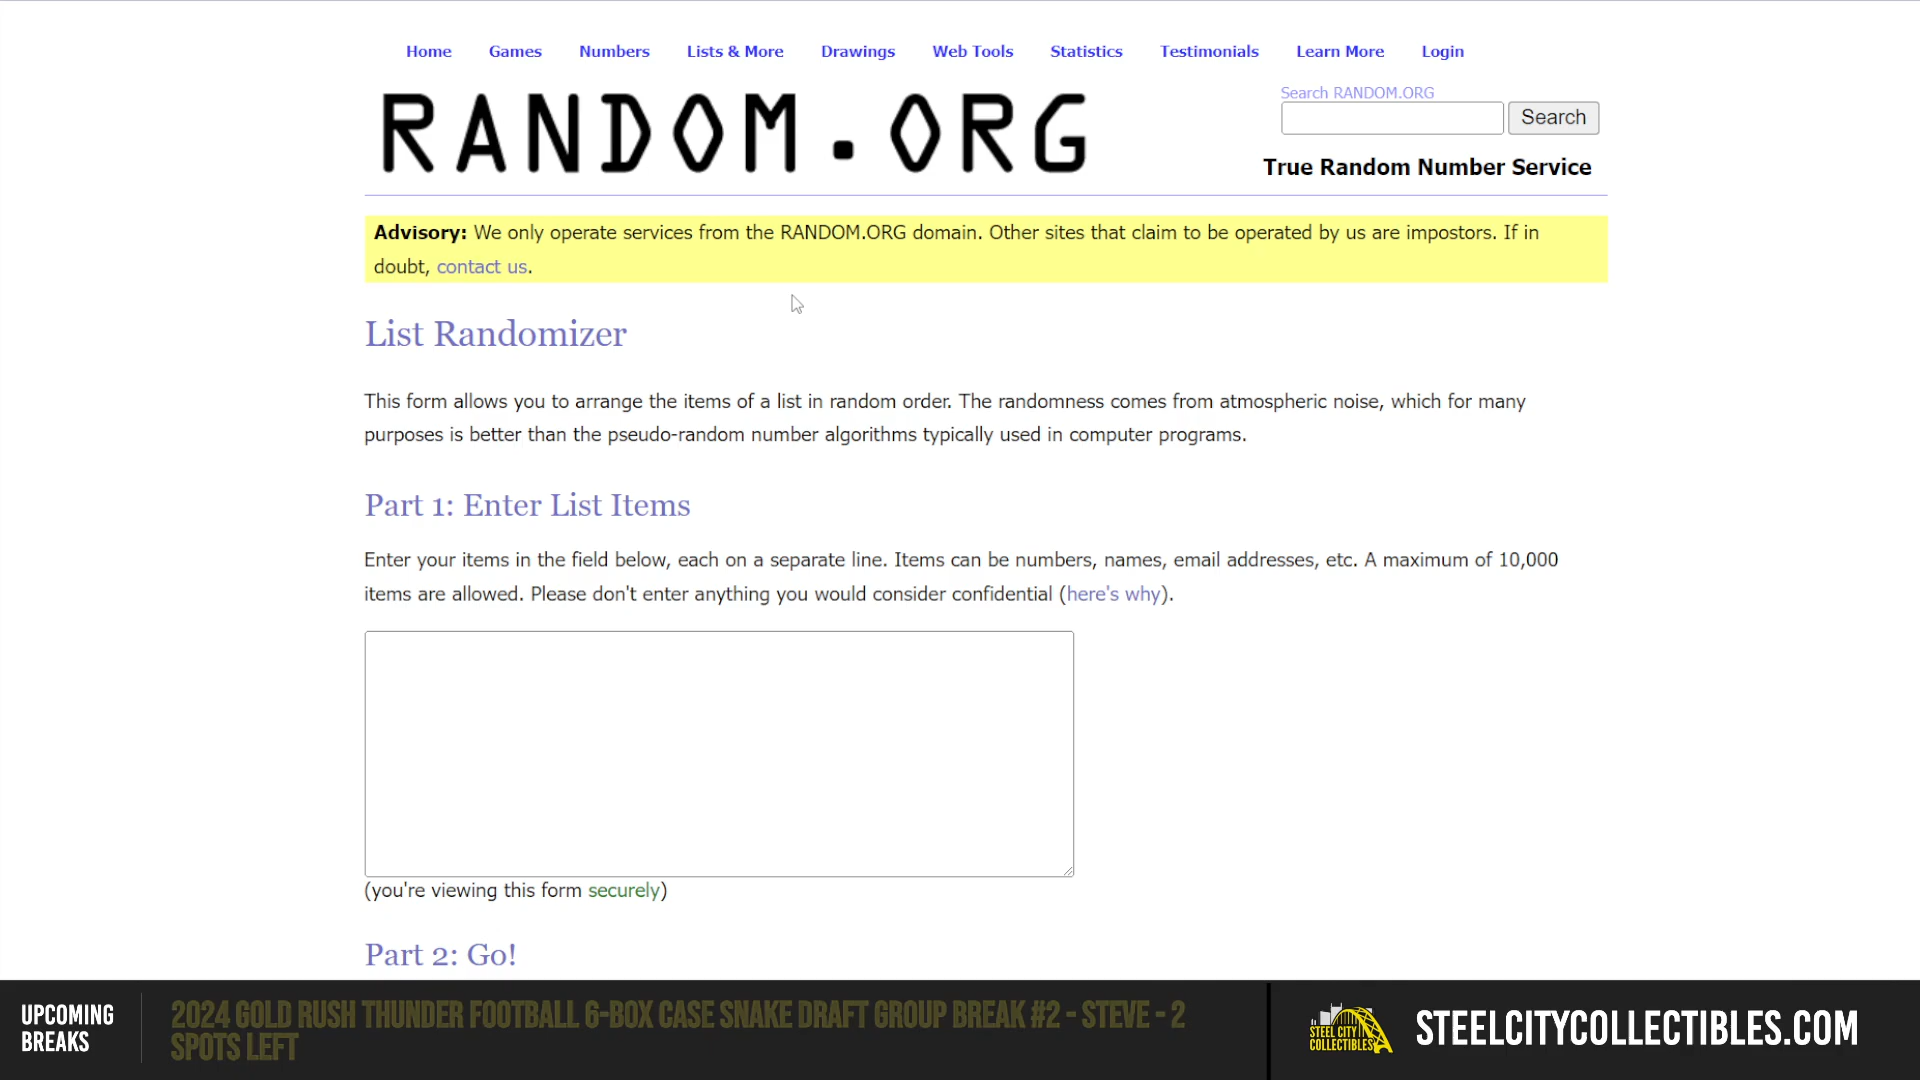 Home Games Numbers Lists & More Drawings Web Tools Statistics Testimonials Learn More Login
RANDOM.ORG
Search RANDOM.ORG
Search
True Random Number Service
Advisory: We only operate services from the RANDOM.ORG domain. Other sites that claim to be operated by us are impostors. If in
doubt, contact us.
List Randomizer
This form allows you to arrange the items of a list in random order. The randomness comes from atmospheric noise, which for many
purposes is better than the pseudo-random number algorithms typically used in computer programs.
Part 1: Enter List Items
Enter your items in the field below, each on a separate line. Items can be numbers, names, email addresses, etc. A maximum of 10,000
items are allowed. Please don't enter anything you would consider confidential (here's why).
(you're viewing this form securely)
Part 2: Go!
UPCOMING
BREAKS
2024 GOLD RUSH THUNDER FOOTBALL 6-BOX CASE SNAKE DRAFT GROUP BREAK #2 - STEVE - 2
SPOTS LEFT
STEEL CITY
COLLECTIBLES
STEELCITYCOLLECTIBLES.COM